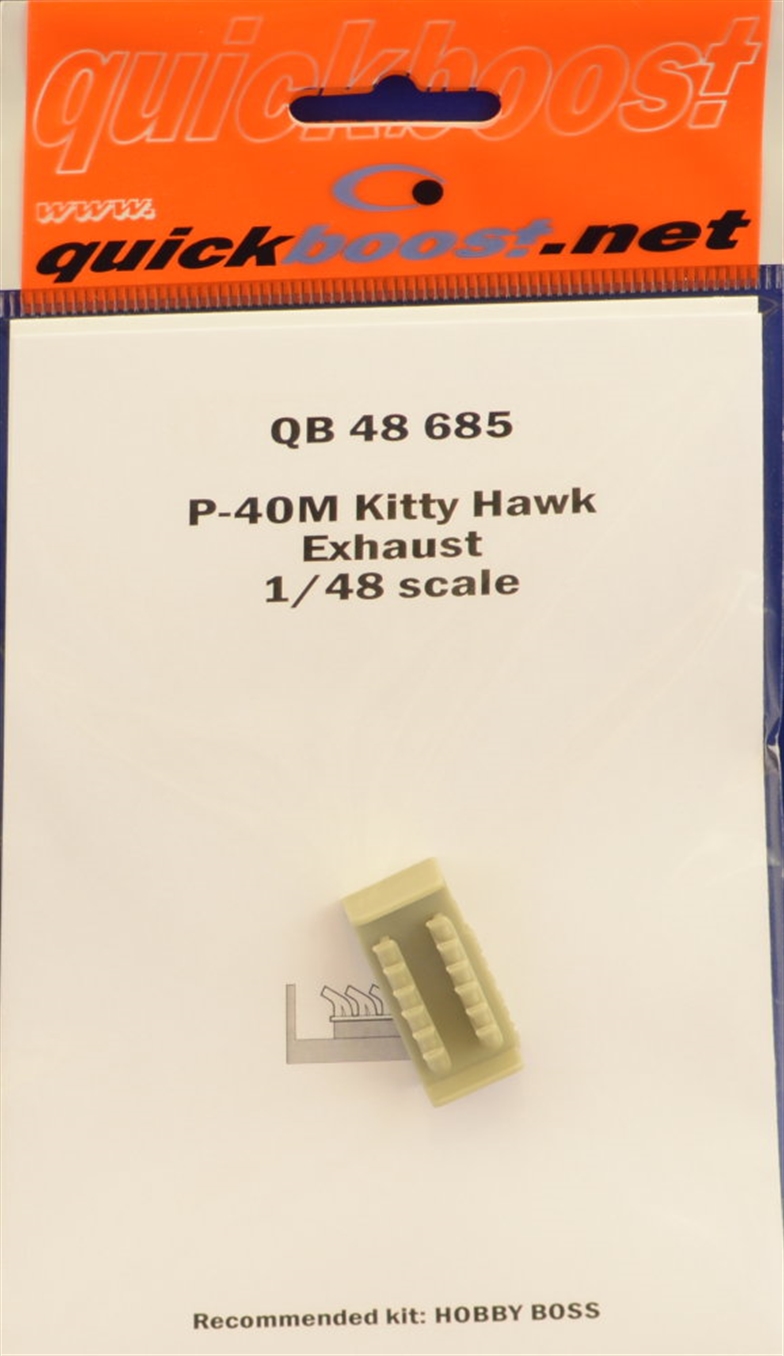 quickboost
www.
quickboost.net
QB 48 685
P-40M Kitty Hawk
Exhaust
1/48 scale
Recommended kit: HOBBY BOSS